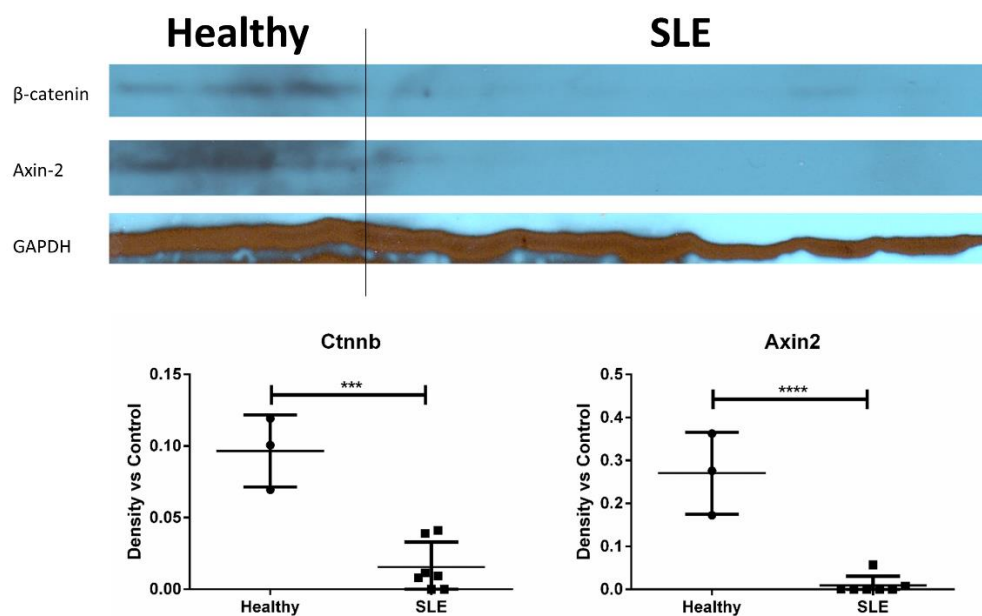 Healthy SLE
β-catenin
Axin-2
GAPDH
Ctnnb
***
Density vs Control
0.15
0.10
0.05
0.00
Healthy SLE
Axin2
****
Density vs Control
0.5
0.4
0.3
0.2
0.1
0.0
Healthy SLE